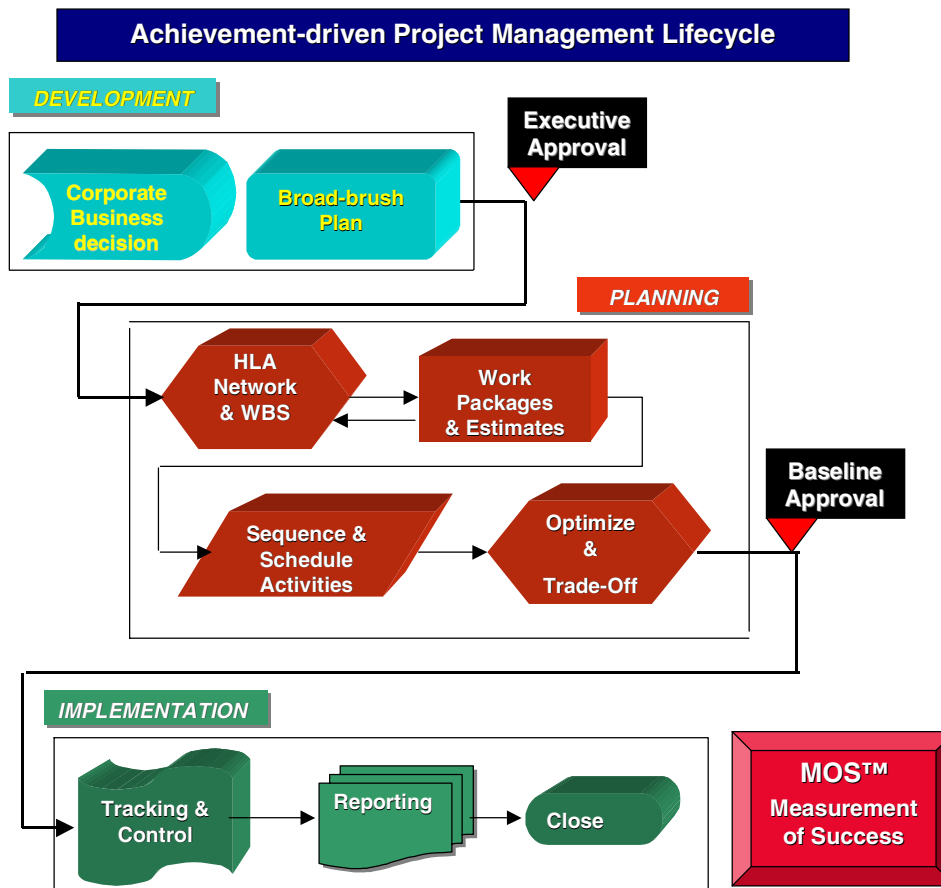 Achievement-driven Project Management Lifecycle
DEVELOPMENT
Corporate
Business
decision
Broad-brush
Plan
Executive
Approval
PLANNING
HLA
Network
& WBS
Work
Packages
& Estimates
Sequence &
Schedule
Activities
Optimize
&
Trade-Off
Baseline
Approval
IMPLEMENTATION
Tracking &
Control
Reporting
Close
MOS™
Measurement
of Success